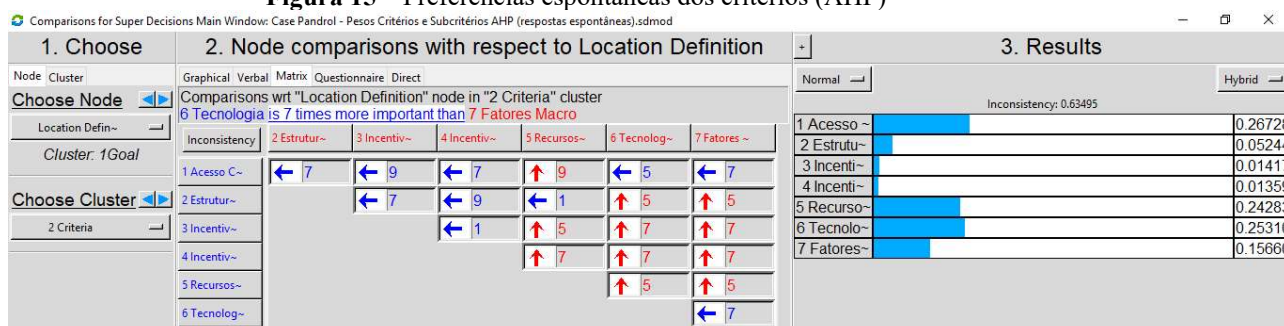 Figura 15 – Preferências espontâneas dos critérios (AHP)
Comparisons for Super Decisions Main Window: Case Pandrol - Pesos Critérios e Subcritérios AHP (respostas espontâneas).sdmod
1. Choose
Node Cluster
Choose Node
Location Defin~
Cluster: 1Goal
Choose Cluster
2 Criteria
2. Node comparisons with respect to Location Definition
Graphical Verbal Matrix Questionnaire Direct
Comparisons wrt "Location Definition" node in "2 Criteria" cluster
6 Tecnologia is 7 times more important than 7 Fatores Macro
Inconsistency 2 Estrutur~ 3 Incentiv~ 4 Incentiv~ 5 Recursos~ 6 Tecnolog~ 7 Fatores ~
1 Acesso C~ ← 7 ← 9 ← 7 ↑ 9 ← 5 ← 7
2 Estrutur~ ← 7 ← 9 ← 1 ↑ 5 ↑ 5
3 Incentiv~ ← 1 ↑ 5 ↑ 7 ↑ 7
4 Incentiv~ ↑ 7 ↑ 7 ↑ 7
5 Recursos~ ↑ 5 ↑ 5
6 Tecnolog~ ← 7
+ 3. Results
Normal Hybrid
Inconsistency: 0.63495
1 Acesso ~ 0.2672
2 Estrutu~ 0.0524
3 Incenti~ 0.0141
4 Incenti~ 0.0135
5 Recurso~ 0.2428
6 Tecnolo~ 0.2531
7 Fatores~ 0.1566